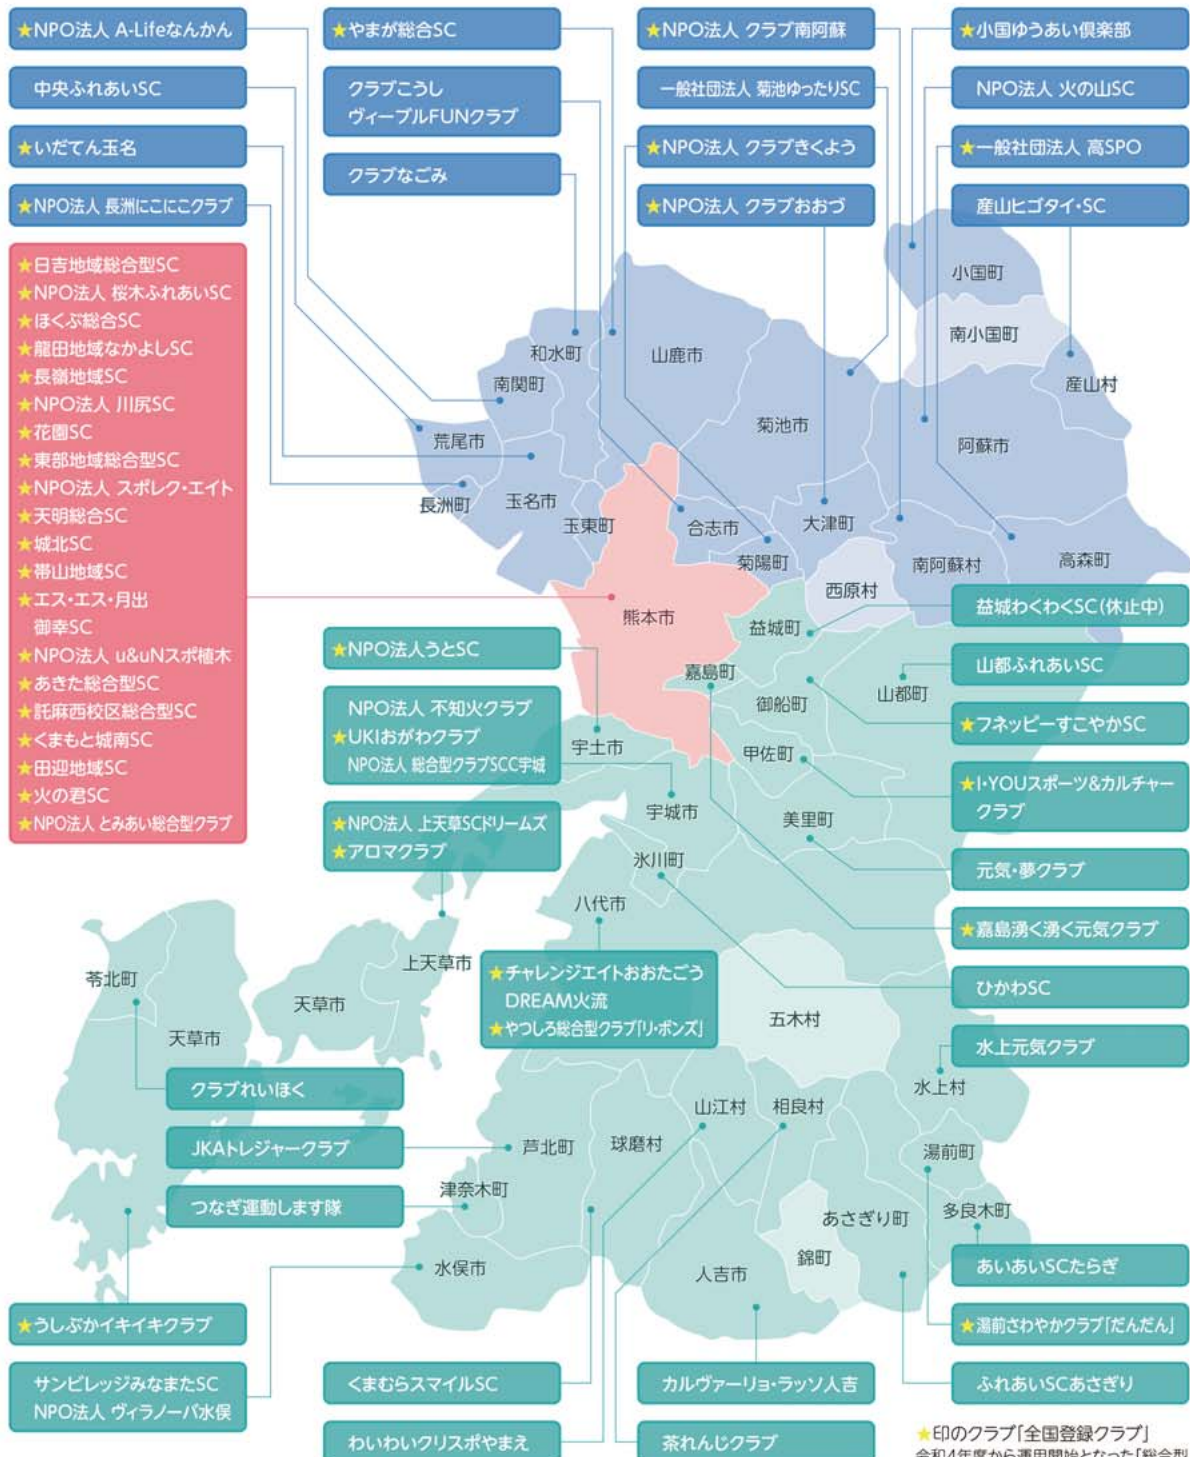 ★NPO法人 A-Lifeなんかん
中央ふれあいSC
★いだてん玉名
★NPO法人 長洲にこにこクラブ
★やまが総合SC
クラブこうし
ヴィーブルFUNクラブ
クラブなごみ
★NPO法人 クラブ南阿蘇
一般社団法人 菊池ゆったりSC
★NPO法人 クラブきくよう
★NPO法人 クラブおおづ
★小国ゆうあい倶楽部
NPO法人 火の山SC
★一般社団法人 高SPO
産山ヒゴタイ・SC
★日吉地域総合型SC
★NPO法人 桜木ふれあいSC
★ほくぶ総合SC
★龍田地域なかよしSC
★長嶺地域SC
★NPO法人 川尻SC
★花園SC
★東部地域総合型SC
★NPO法人 スポレク・エイト
★天明総合SC
★城北SC
★帯山地域SC
★エス・エス・月出
御幸SC
★NPO法人 u&uNスポ植木
★あきた総合型SC
★託麻西校区総合型SC
★くまもと城南SC
★田迎地域SC
★火の君SC
★NPO法人 とみあい総合型クラブ
小国町
南小国町
産山村
和水町
山鹿市
南関町
菊池市
阿蘇市
荒尾市
長洲町
玉名市
玉東町
合志市
大津町
菊陽町
西原村
南阿蘇村
高森町
熊本市
益城町
嘉島町
御船町
山都町
甲佐町
宇土市
宇城市
美里町
氷川町
八代市
上天草市
天草市
苓北町
天草市
五木村
水上村
山江村
相良村
芦北町
球磨村
湯前町
津奈木町
あさぎり町
多良木町
錦町
水俣市
人吉市
★NPO法人うとSC
NPO法人 不知火クラブ
★UKIおがわクラブ
NPO法人 総合型クラブSCC宇城
★NPO法人 上天草SCドリームズ
★アロマクラブ
★チャレンジエイトおおたごう
DREAM火流
★やつしろ総合型クラブ「リ・ボンズ」
益城わくわくSC(休止中)
山都ふれあいSC
★フネッピーすこやかSC
★I・YOUスポーツ&カルチャー
クラブ
元気・夢クラブ
★嘉島湧く湧く元気クラブ
ひかわSC
水上元気クラブ
クラブれいほく
JKAトレジャークラブ
つなぎ運動します隊
★うしぶかイキイキクラブ
サンビレッジみなまたSC
NPO法人 ヴィラノーバ水俣
くまむらスマイルSC
わいわいクリスポやまえ
カルヴァーリョ・ラッソ人吉
茶れんじクラブ
あいあいSCたらぎ
★湯前さわやかクラブ「だんだん」
ふれあいSCあさぎり
★印のクラブ「全国登録クラブ」
令和4年度から運用開始となった「総合型